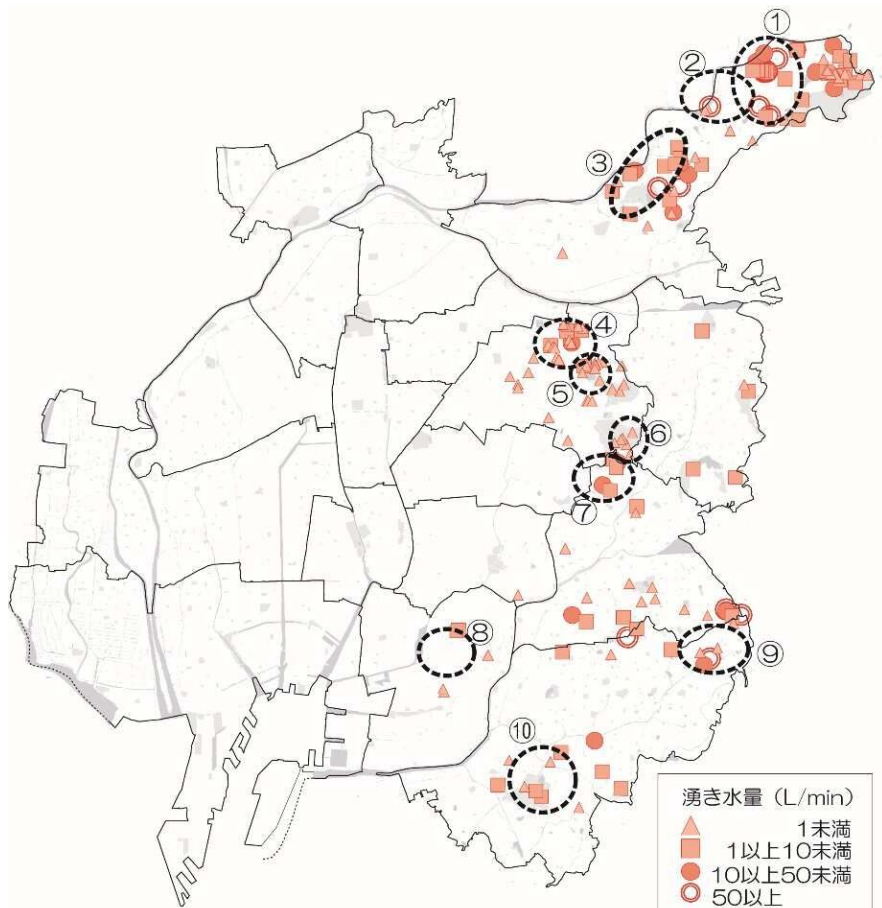 ①
②
③
④
⑤
⑥
⑦
⑧
⑨
⑩
湧き水量（L/min）
1未満
1以上10未満
10以上50未満
50以上